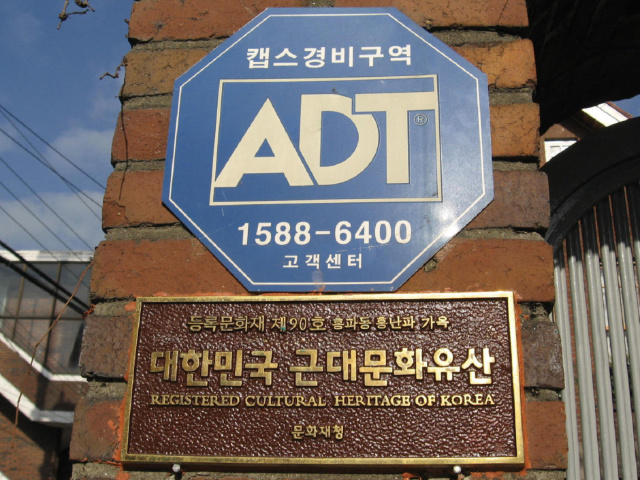 캡스경비구역
ADT®
1588-6400
고객센터
등록문화재 제90호 홍파동 홍난파 가옥
대한민국 근대문화유산
REGISTERED CULTURAL HERITAGE OF KOREA
문화재청